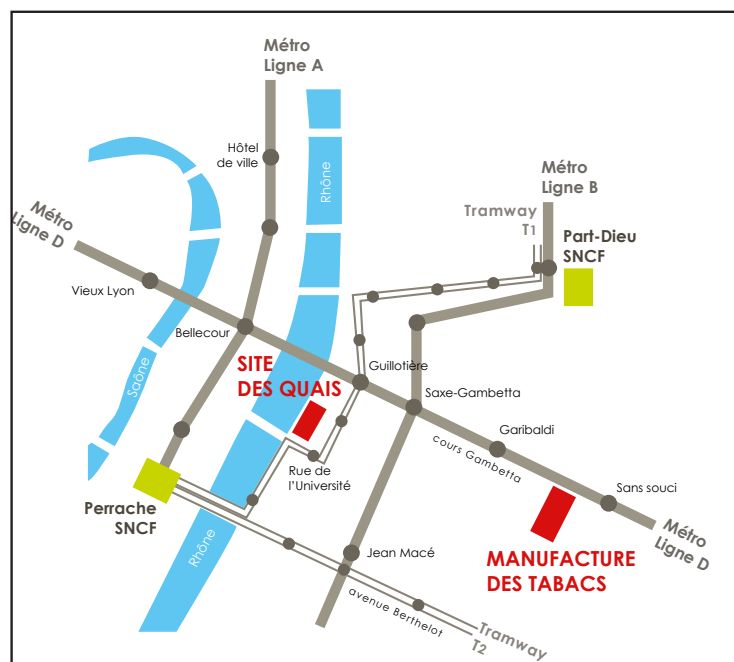 Métro
Ligne A
Hôtel
de ville
Rhône
Métro
Ligne B
Tramway
T1
Part-Dieu
SNCF
Métro
Ligne D
Vieux Lyon
Bellecour
Saône
SITE
DES QUAIS
Guillotière
Saxe-Gambetta
Garibaldi
cours Gambetta
Rue de
l'Université
Sans souci
Perrache
SNCF
Rhône
Jean Macé
MANUFACTURE
DES TABACS
Métro
Ligne D
avenue Berthelot
Tramway
T2